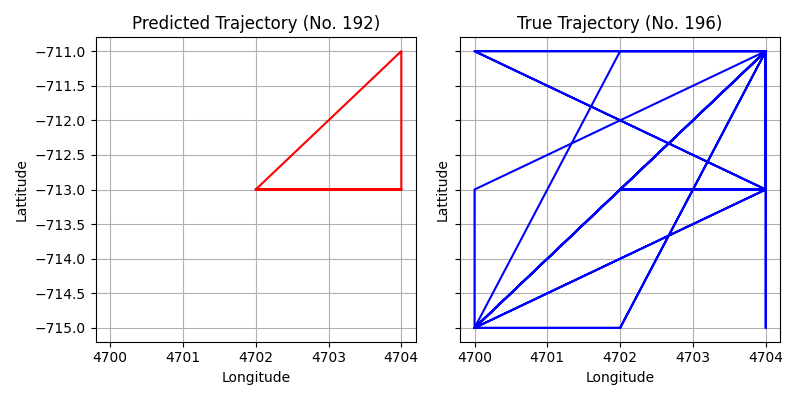 Predicted Trajectory (No. 192)
True Trajectory (No. 196)
Lattitude
−711.0
−711.5
−712.0
−712.5
−713.0
−713.5
−714.0
−714.5
−715.0
4700 4701 4702 4703 4704
Longitude
Lattitude
4700 4701 4702 4703 4704
Longitude